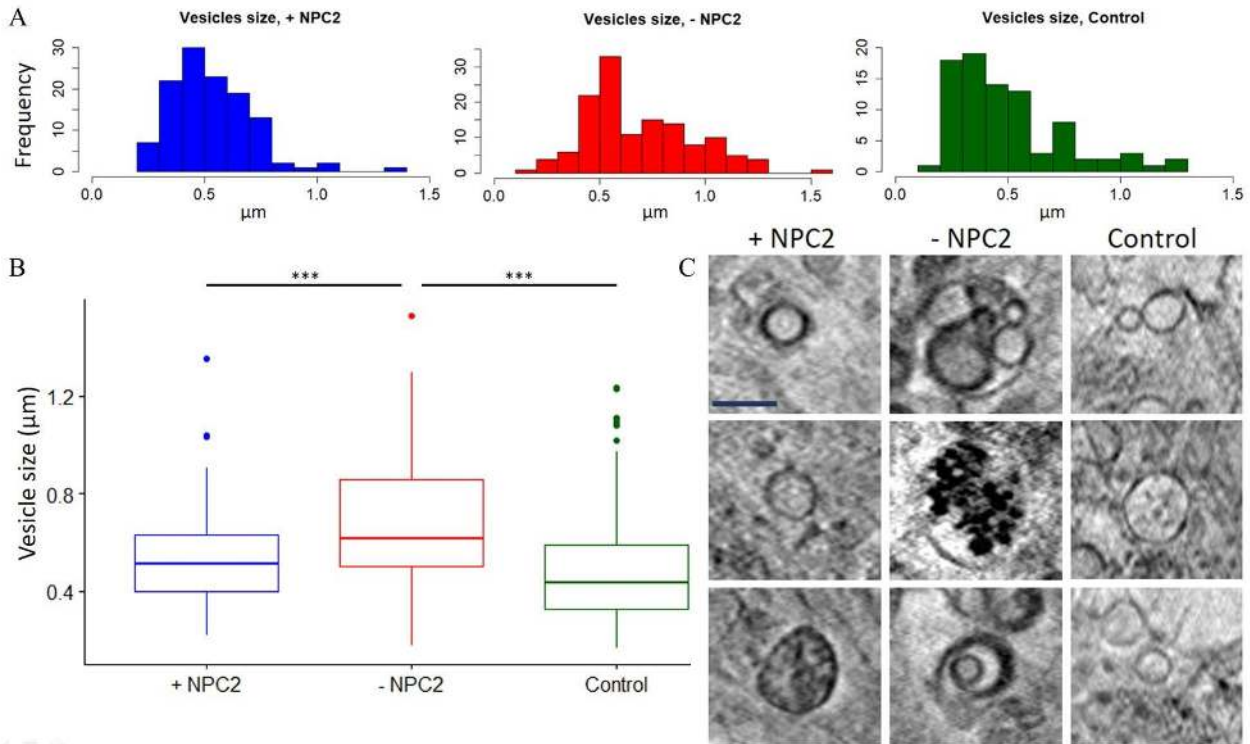 A
Vesicles size, + NPC2
Vesicles size, - NPC2
Vesicles size, Control
Frequency
30
20
10
0
0.0
0.5
1.0
1.5
µm
30
20
10
0
0.0
0.5
1.0
1.5
µm
20
15
10
5
0
0.0
0.5
1.0
1.5
µm
B
***
***
Vesicle size (µm)
1.2
0.8
0.4
+ NPC2
- NPC2
Control
C
+ NPC2
- NPC2
Control